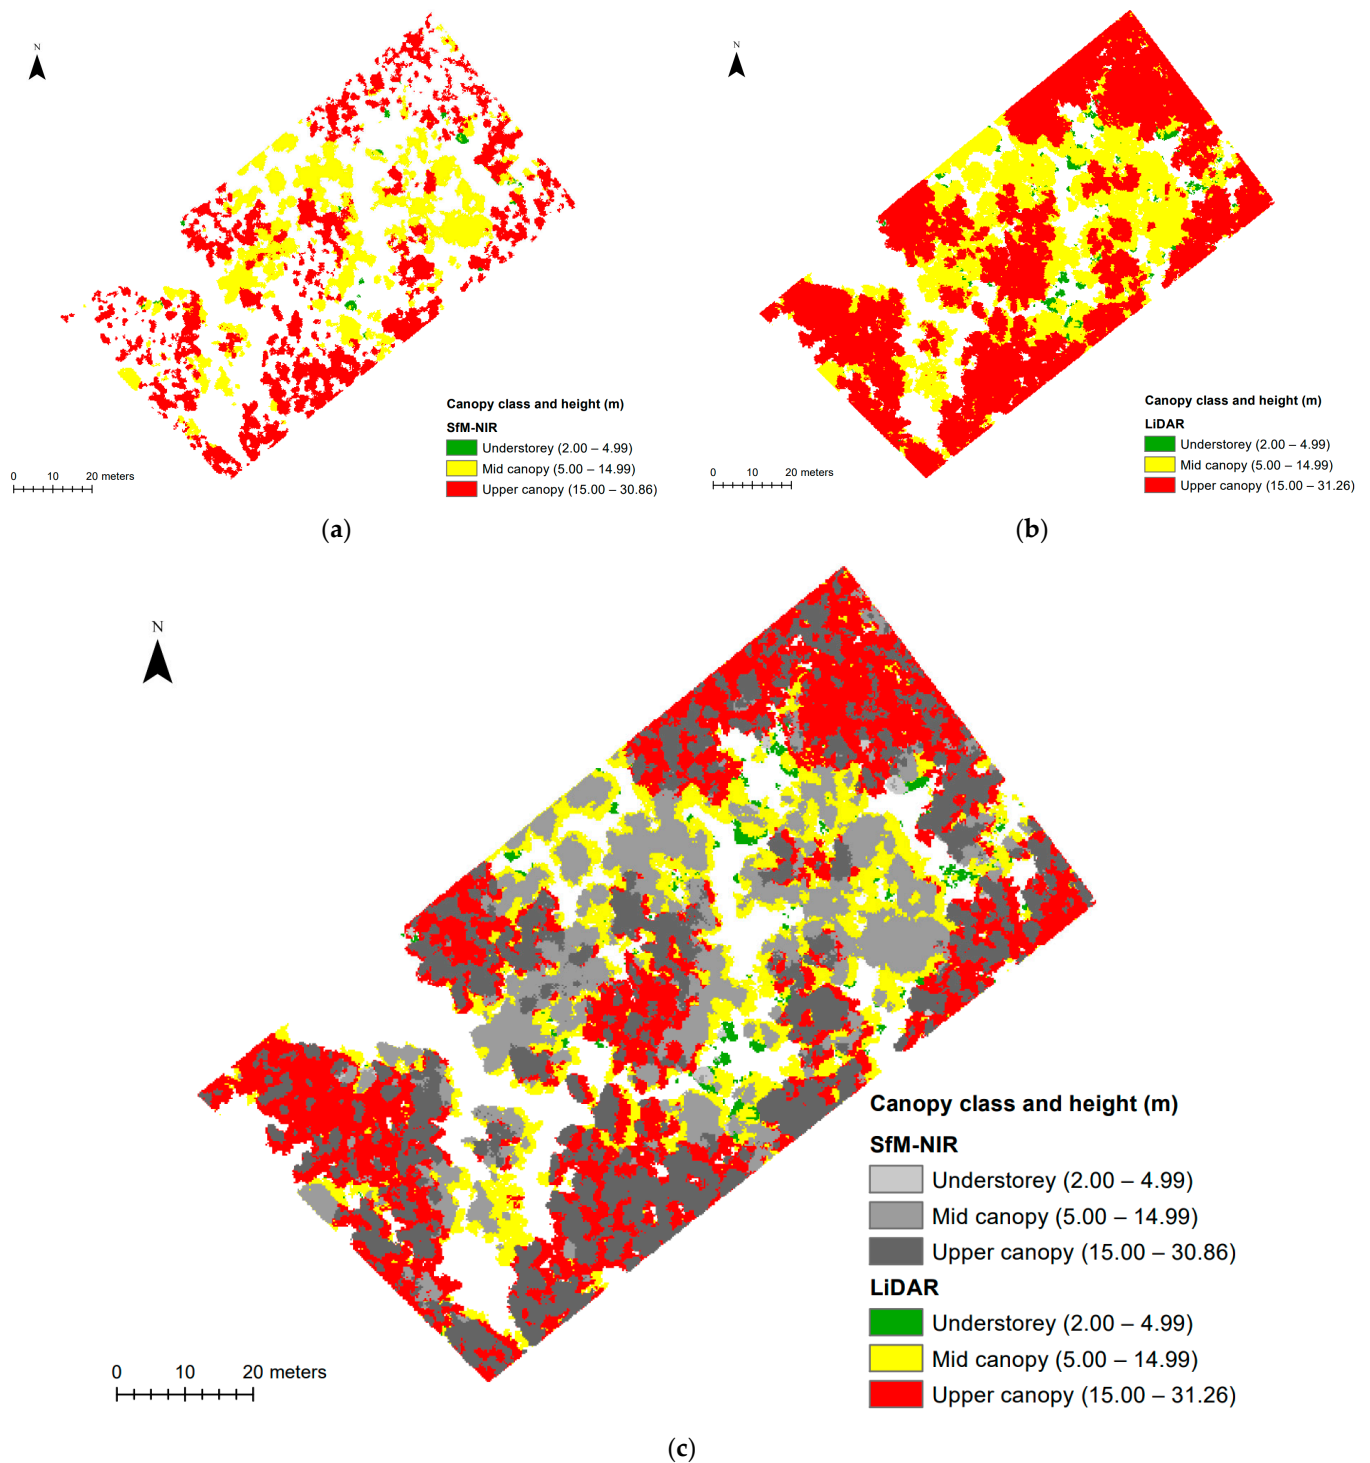 N
Canopy class and height (m)
SfM-NIR
Understorey (2.00 – 4.99)
Mid canopy (5.00 – 14.99)
Upper canopy (15.00 – 30.86)
0 10 20 meters
(a)
N
Canopy class and height (m)
LiDAR
Understorey (2.00 – 4.99)
Mid canopy (5.00 – 14.99)
Upper canopy (15.00 - 31.26)
0 10 20 meters
(b)
N
Canopy class and height (m)
SfM-NIR
Understorey (2.00 – 4.99)
Mid canopy (5.00 – 14.99)
Upper canopy (15.00 – 30.86)
LiDAR
Understorey (2.00 – 4.99)
Mid canopy (5.00 – 14.99)
Upper canopy (15.00 – 31.26)
0 10 20 meters
(c)